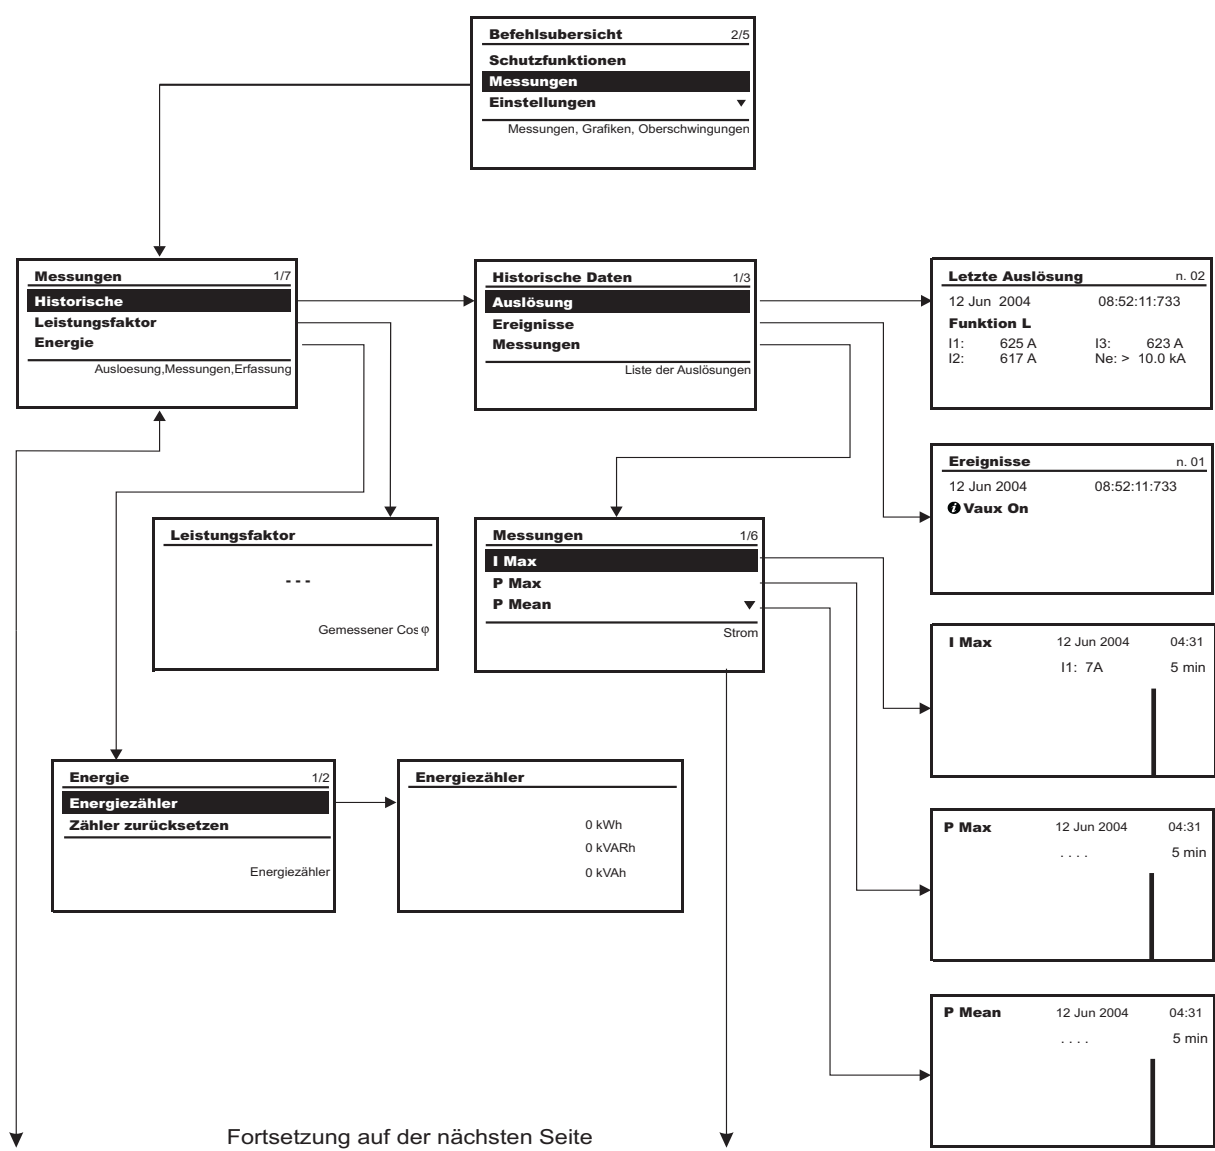 Befehlsubersicht 2/5
Schutzfunktionen
Messungen
Einstellungen ▼
Messungen, Grafiken, Oberschwingungen
Messungen 1/7
Historische
Leistungsfaktor
Energie
Ausloesung,Messungen,Erfassung
Historische Daten 1/3
Auslösung
Ereignisse
Messungen
Liste der Auslösungen
Letzte Auslösung n. 02
12 Jun 2004 08:52:11:733
Funktion L
I1: 625 A I3: 623 A
I2: 617 A Ne: > 10.0 kA
Ereignisse n. 01
12 Jun 2004 08:52:11:733
i Vaux On
Leistungsfaktor
- - -
Gemessener Cos φ
Messungen 1/6
I Max
P Max
P Mean ▼
Strom
I Max 12 Jun 2004 04:31
I1: 7A 5 min
Energie 1/2
Energiezähler
Zähler zurücksetzen
Energiezähler
Energiezähler
0 kWh
0 kVARh
0 kVAh
P Max 12 Jun 2004 04:31
. . . . 5 min
P Mean 12 Jun 2004 04:31
. . . . 5 min
Fortsetzung auf der nächsten Seite